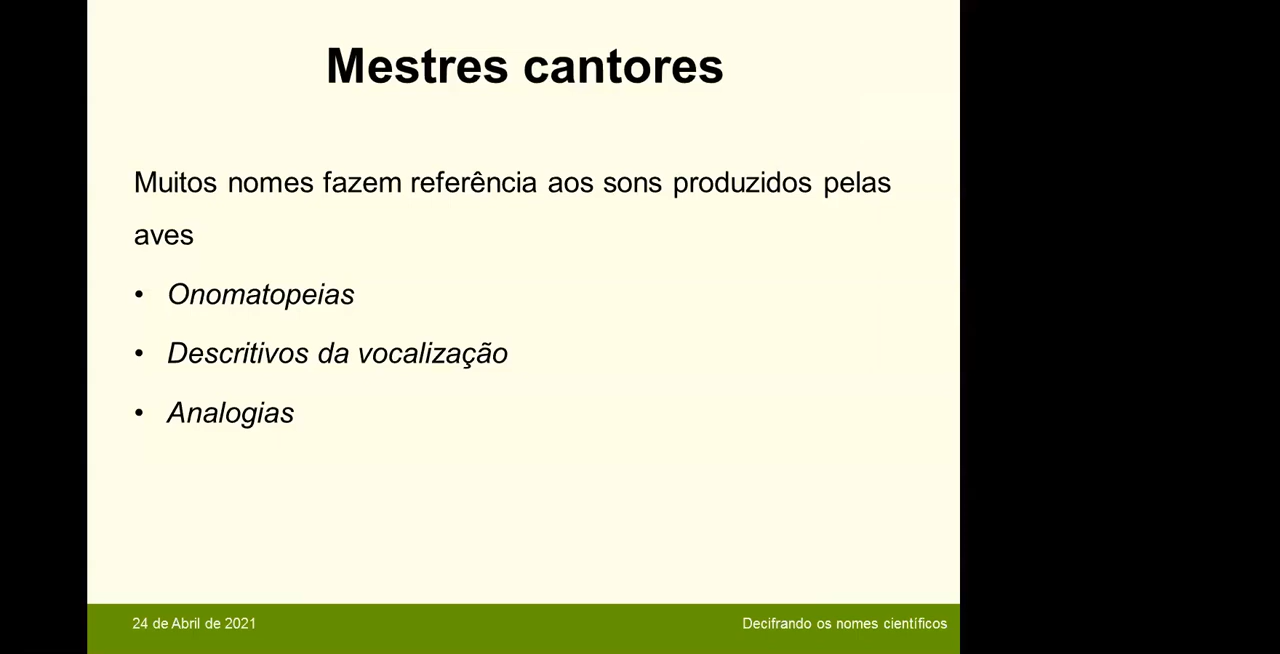 Mestres cantores
Muitos nomes fazem referência aos sons produzidos pelas
aves
• Onomatopeias
• Descritivos da vocalização
• Analogias
24 de Abril de 2021
Decifrando os nomes científicos